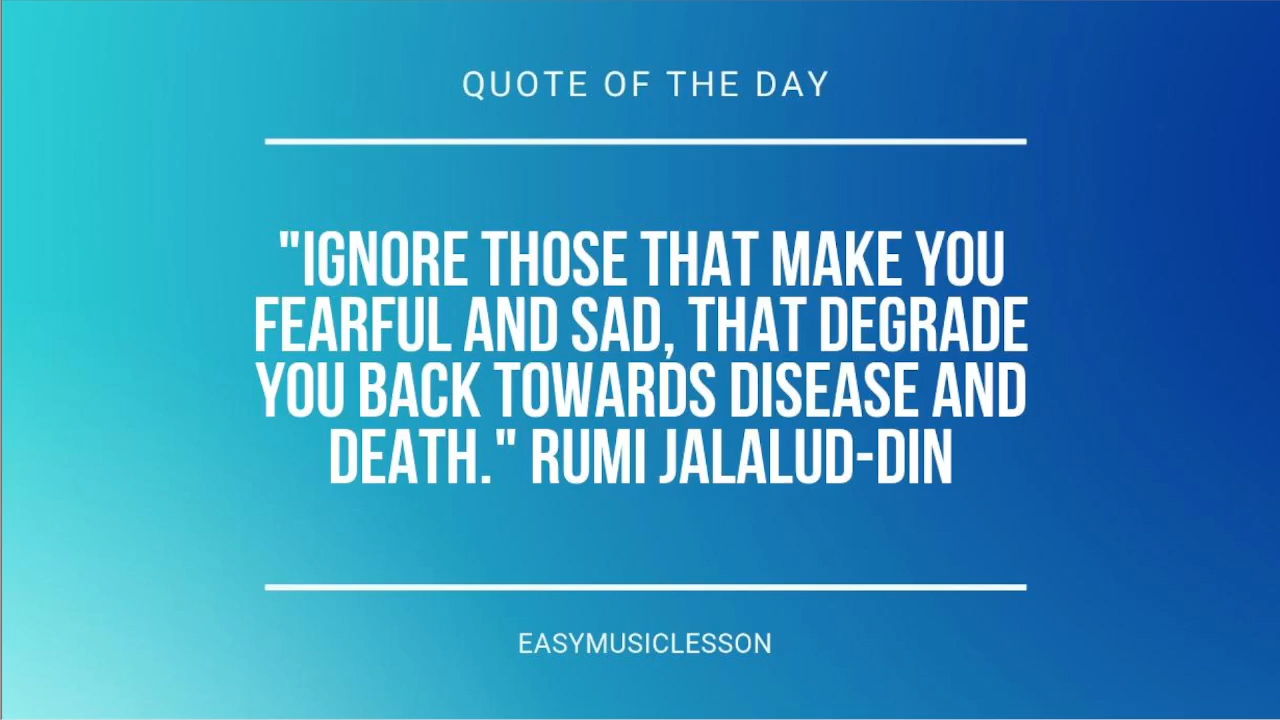 QUOTE OF THE DAY
"IGNORE THOSE THAT MAKE YOU
FEARFUL AND SAD, THAT DEGRADE
YOU BACK TOWARDS DISEASE AND
DEATH." RUMI JALALUD-DIN
EASYMUSICLESSON